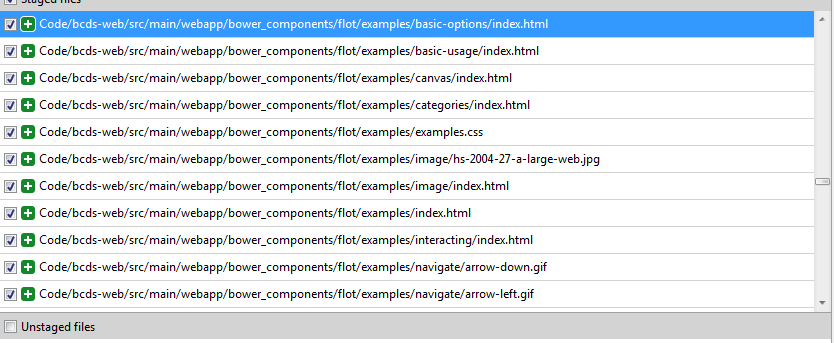 Staged files
Code/bcds-web/src/main/webapp/bower_components/flot/examples/basic-options/index.html
Code/bcds-web/src/main/webapp/bower_components/flot/examples/basic-usage/index.html
Code/bcds-web/src/main/webapp/bower_components/flot/examples/canvas/index.html
Code/bcds-web/src/main/webapp/bower_components/flot/examples/categories/index.html
Code/bcds-web/src/main/webapp/bower_components/flot/examples/examples.css
Code/bcds-web/src/main/webapp/bower_components/flot/examples/image/hs-2004-27-a-large-web.jpg
Code/bcds-web/src/main/webapp/bower_components/flot/examples/image/index.html
Code/bcds-web/src/main/webapp/bower_components/flot/examples/index.html
Code/bcds-web/src/main/webapp/bower_components/flot/examples/interacting/index.html
Code/bcds-web/src/main/webapp/bower_components/flot/examples/navigate/arrow-down.gif
Code/bcds-web/src/main/webapp/bower_components/flot/examples/navigate/arrow-left.gif
Unstaged files